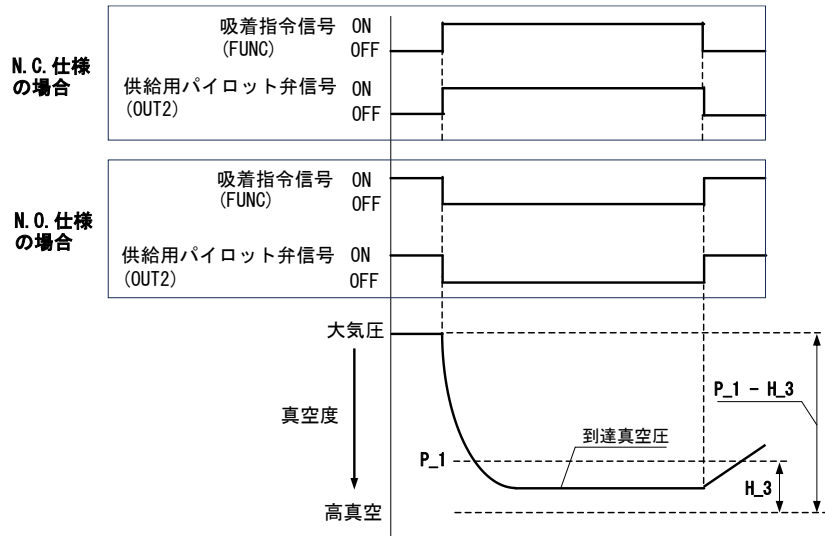 N.C.仕様
の場合
吸着指令信号 ON
(FUNC) OFF
供給用パイロット弁信号 ON
(OUT2) OFF
N.O.仕様
の場合
吸着指令信号 ON
(FUNC) OFF
供給用パイロット弁信号 ON
(OUT2) OFF
大気圧
真空度
高真空
P_1
到達真空圧
P_1 - H_3
H_3